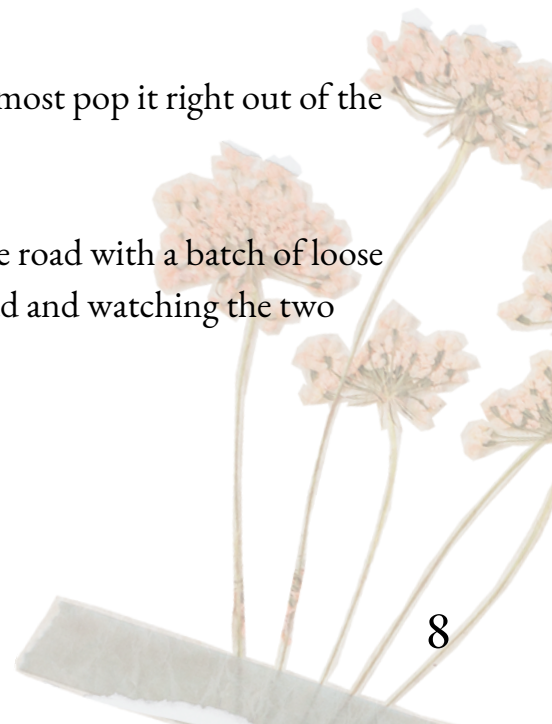 most pop it right out of the
e road with a batch of loose
d and watching the two
8